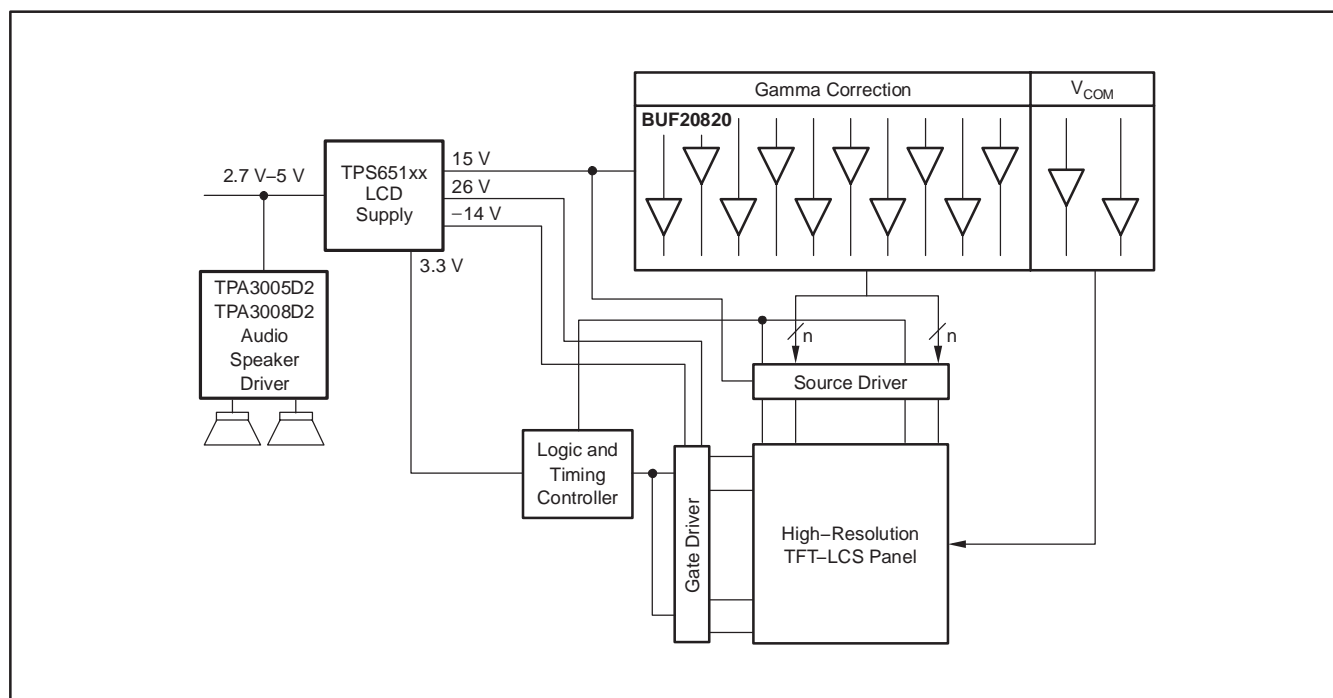 Gamma Correction
V_COM
BUF20820
2.7 V–5 V
TPS651xx
LCD
Supply
15 V
26 V
–14 V
3.3 V
TPA3005D2
TPA3008D2
Audio
Speaker
Driver
n
n
Source Driver
Logic and
Timing
Controller
Gate Driver
High–Resolution
TFT–LCS Panel